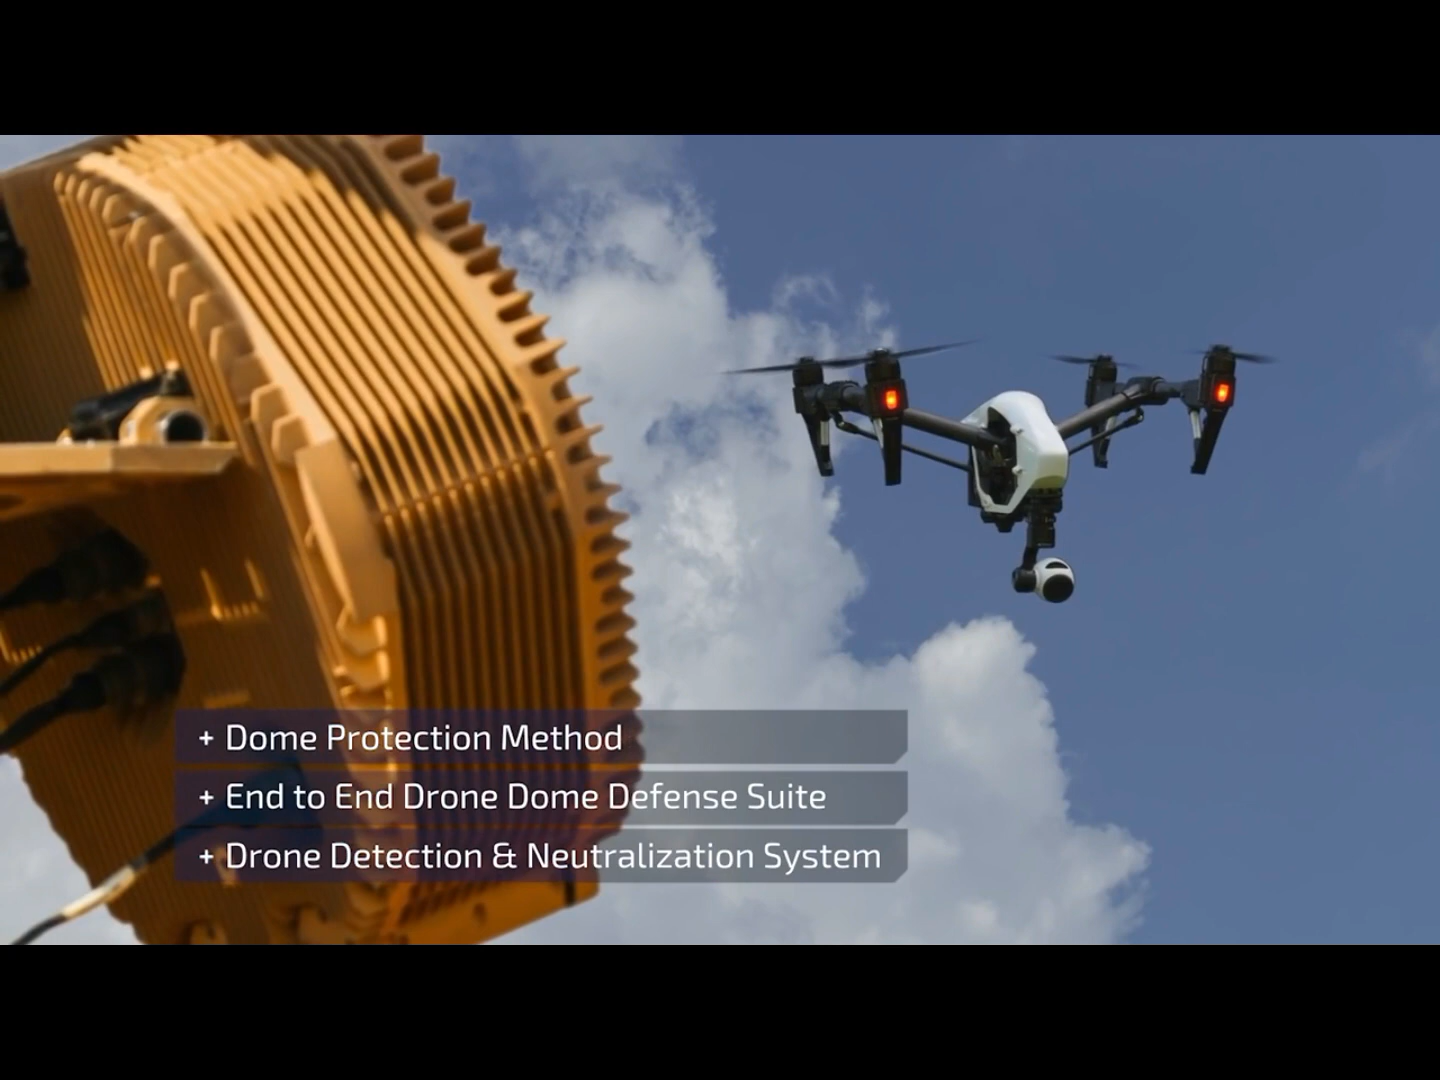 + Dome Protection Method
+ End to End Drone Dome Defense Suite
+ Drone Detection & Neutralization System